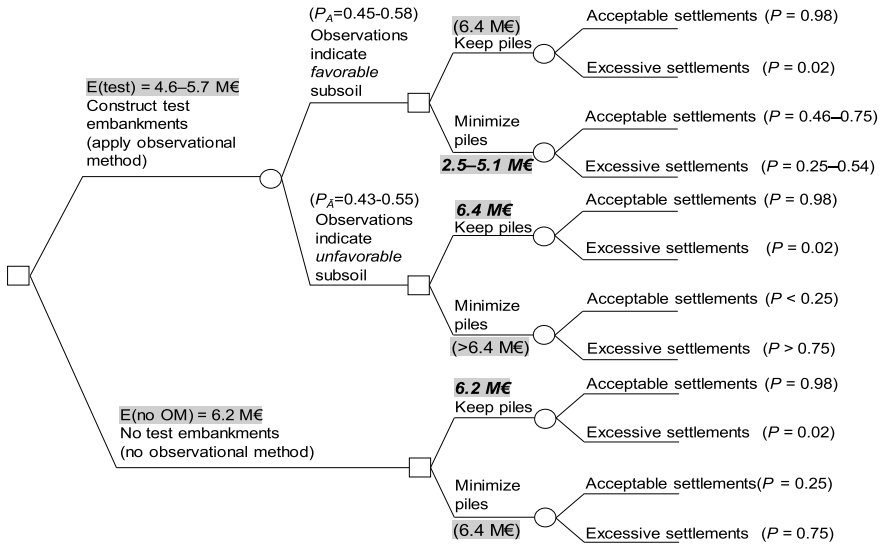 E(test) = 4.6–5.7 M€
Construct test
embankments
(apply observational
method)
(PA=0.45-0.58)
Observations
indicate
favorable
subsoil
(6.4 M€)
Keep piles
Acceptable settlements (P = 0.98)
Excessive settlements (P = 0.02)
Minimize
piles
2.5–5.1 M€
Acceptable settlements (P = 0.46–0.75)
Excessive settlements (P = 0.25–0.54)
(PĀ=0.43-0.55)
Observations
indicate
unfavorable
subsoil
6.4 M€
Keep piles
Acceptable settlements (P = 0.98)
Excessive settlements (P = 0.02)
Minimize
piles
(>6.4 M€)
Acceptable settlements (P < 0.25)
Excessive settlements (P > 0.75)
E(no OM) = 6.2 M€
No test embankments
(no observational method)
6.2 M€
Keep piles
Acceptable settlements (P = 0.98)
Excessive settlements (P = 0.02)
Minimize
piles
(6.4 M€)
Acceptable settlements(P = 0.25)
Excessive settlements (P = 0.75)